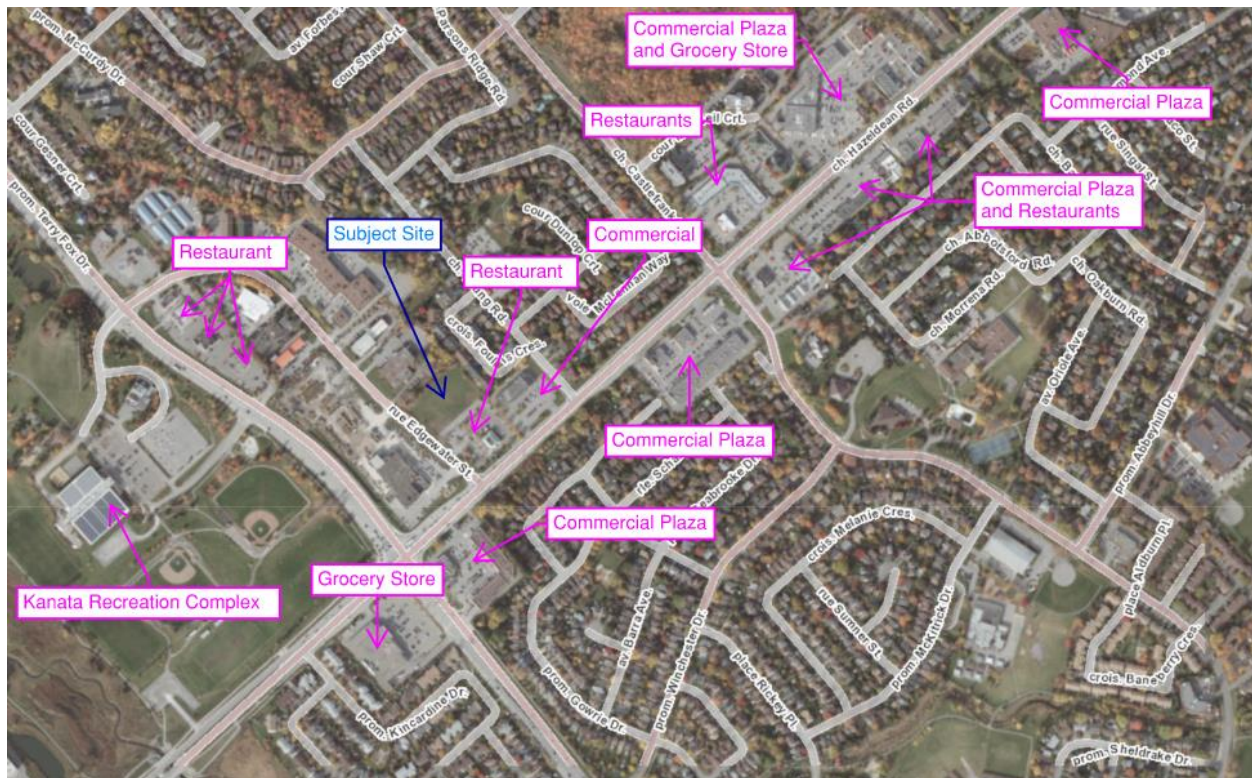 prom. McCurdy Dr.
av. Forbes
cour Shaw Crt.
Parsons Ridge Rd.
Commercial Plaza
and Grocery Store
Commercial Plaza
cour Gesner Crt.
prom. Terry Fox Dr.
Restaurants
ch. Hazeldean Rd.
ch. Castlefrank
rue Singal St.
Commercial Plaza
and Restaurants
Subject Site
Restaurant
cour Dunlop Crt.
Commercial
Restaurant
voie McLerman Way
ch. Abbotsford Rd.
ch. Morrena Rd.
ch. Oakburn Rd.
av. Oriole Ave.
prom. Abbeyhill Dr.
rue Edgewater St.
Commercial Plaza
Commercial Plaza
Grocery Store
Kanata Recreation Complex
crois. Melanie Cres.
rue Summer St.
prom. McKitrick Dr.
av. Barra Ave.
prom. Winchester Dr.
place Rickey Pl.
prom. Gowrie Dr.
prom. Kincardine Dr.
place Aldburn Pl.
crois. Baneberry Cres.
prom. Sheldrake Dr.